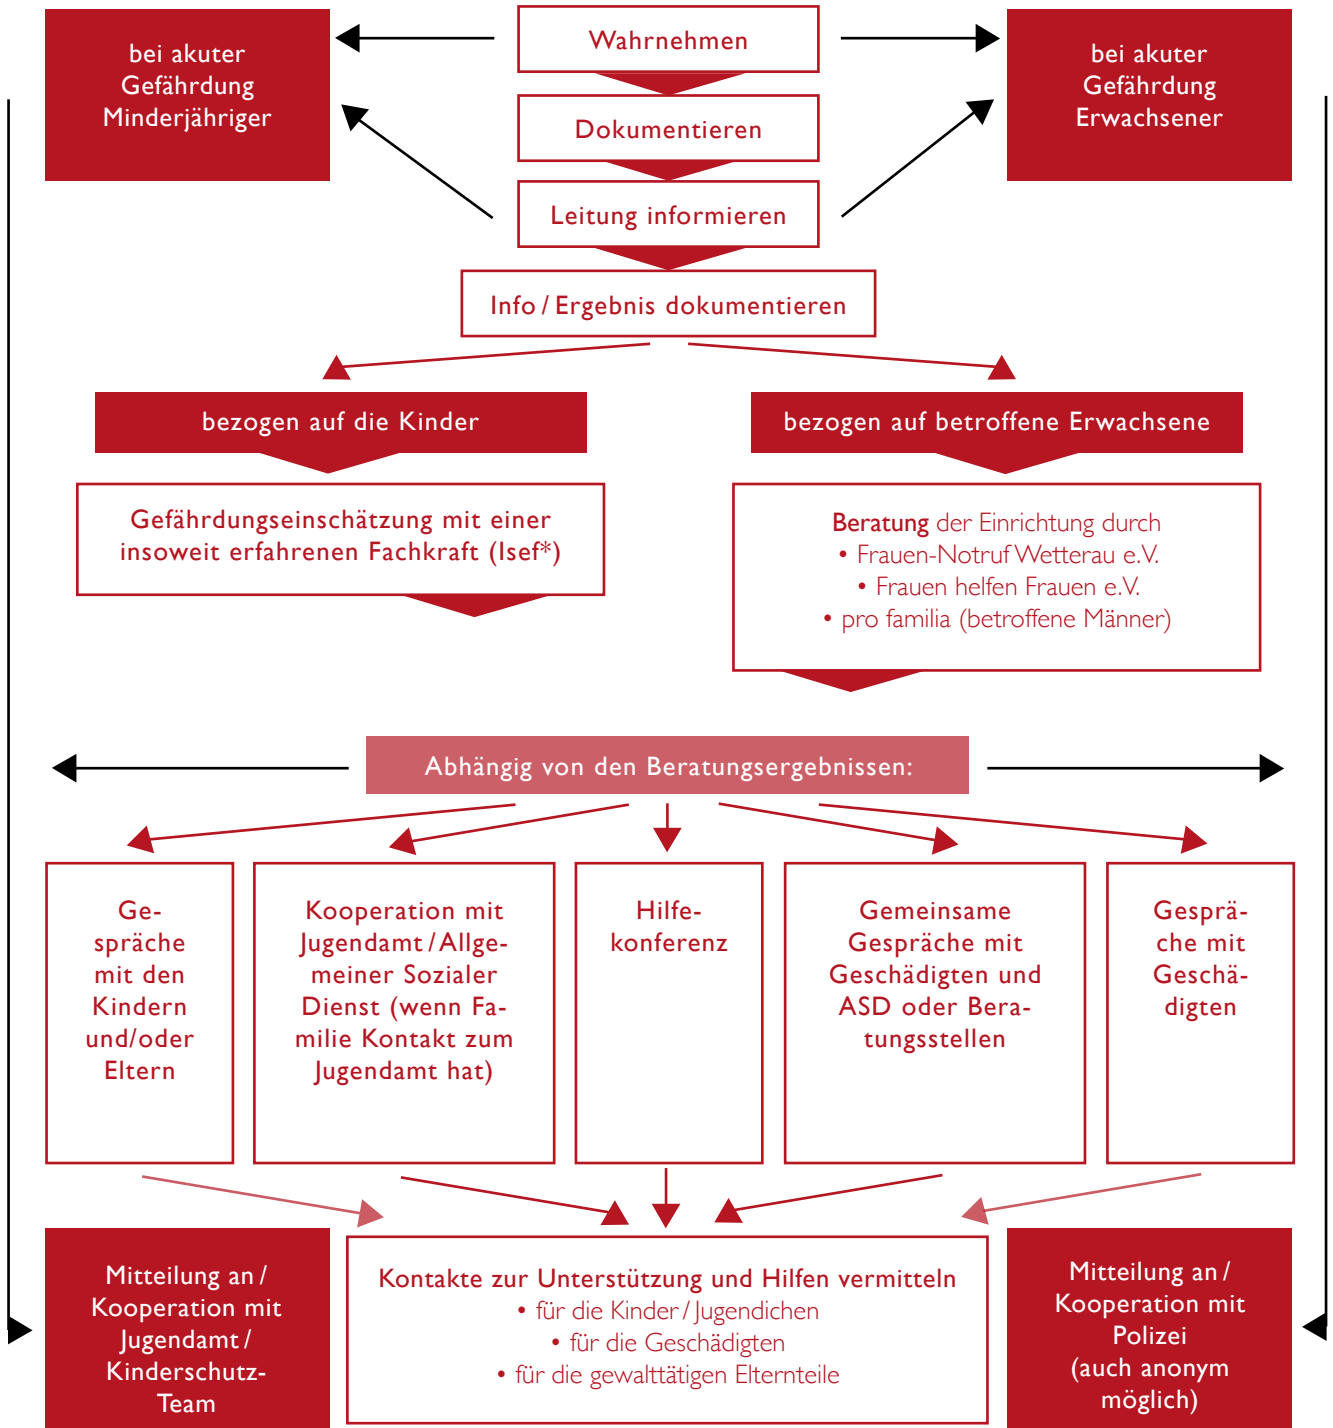 bei akuter
Gefährdung
Minderjähriger
Wahrnehmen
bei akuter
Gefährdung
Erwachsener
Dokumentieren
Leitung informieren
Info / Ergebnis dokumentieren
bezogen auf die Kinder
bezogen auf betroffene Erwachsene
Gefährdungseinschätzung mit einer
insoweit erfahrenen Fachkraft (Isef*)
Beratung der Einrichtung durch
• Frauen-Notruf Wetterau e.V.
• Frauen helfen Frauen e.V.
• pro familia (betroffene Männer)
Abhängig von den Beratungsergebnissen:
Ge-
spräche
mit den
Kindern
und/oder
Eltern
Kooperation mit
Jugendamt / Allge-
meiner Sozialer
Dienst (wenn Fa-
milie Kontakt zum
Jugendamt hat)
Hilfe-
konferenz
Gemeinsame
Gespräche mit
Geschädigten und
ASD oder Bera-
tungsstellen
Gesprä-
che mit
Geschä-
digten
Mitteilung an /
Kooperation mit
Jugendamt /
Kinderschutz-
Team
Kontakte zur Unterstützung und Hilfen vermitteln
• für die Kinder / Jugendichen
• für die Geschädigten
• für die gewalttätigen Elternteile
Mitteilung an /
Kooperation mit
Polizei
(auch anonym
möglich)